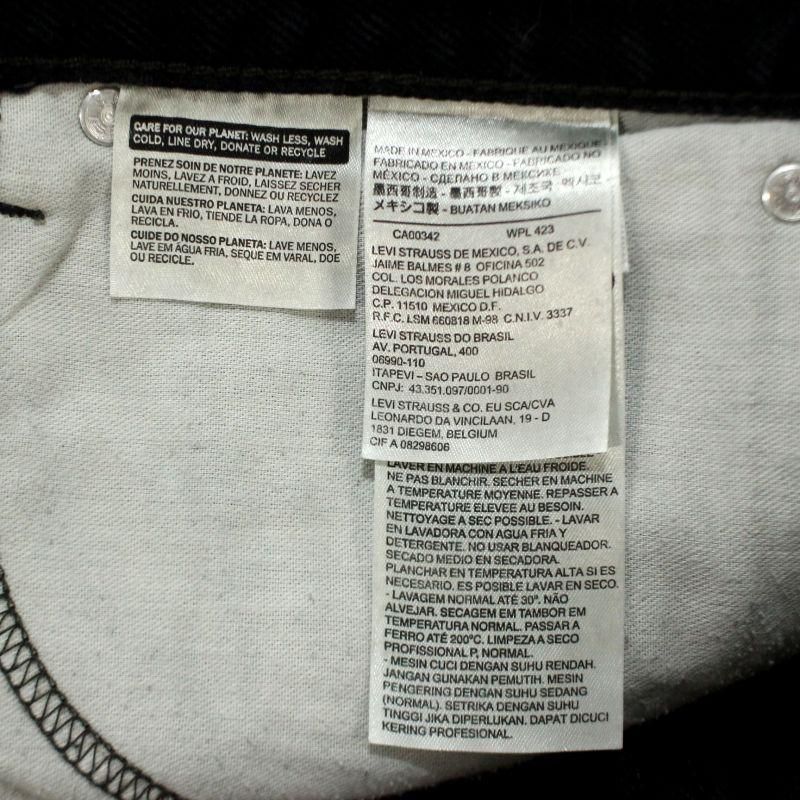 CARE FOR OUR PLANET: WASH LESS, WASH
COLD, LINE DRY, DONATE OR RECYCLE
PRENEZ SOIN DE NOTRE PLANETE: LAVEZ
MOINS, LAVEZ A FROID, LAISSEZ SECHER
NATURELLEMENT, DONNEZ OU RECYCLEZ
CUIDA NUESTRO PLANETA: LAVA MENOS,
LAVA EN FRIO, TIENDE LA ROPA, DONA O
RECICLA.
CUIDE DO NOSSO PLANETA: LAVE MENOS,
LAVE EM ÁGUA FRIA, SEQUE EM VARAL, DOE
OU RECICLE.
MADE IN MEXICO - FABRIQUE AU MEXIQUE
FABRICADO EN MÉXICO - FABRICADO NO
MÉXICO - СДЕЛАНО В МЕКСИКЕ
墨西哥制造 - 墨西哥製 - 제조국 멕시코
メキシコ製 - BUATAN MEKSIKO
CA00342 WPL 423
LEVI STRAUSS DE MEXICO, S.A. DE C.V.
JAIME BALMES # 8 OFICINA 502
COL. LOS MORALES POLANCO
DELEGACION MIGUEL HIDALGO
C.P. 11510 MEXICO D.F.
R.F.C. LSM 660818 M-98 C.N.I.V. 3337
LEVI STRAUSS DO BRASIL
AV. PORTUGAL, 400
06990-110
ITAPEVI – SAO PAULO BRASIL
CNPJ: 43.351.097/0001-90
LEVI STRAUSS & CO. EU SCA/CVA
LEONARDO DA VINCILAAN, 19 - D
1831 DIEGEM, BELGIUM
CIF A 08298606
LAVER EN MACHINE A L'EAU FROIDE.
NE PAS BLANCHIR. SECHER EN MACHINE
A TEMPERATURE MOYENNE. REPASSER A
TEMPERATURE ELEVEE AU BESOIN.
NETTOYAGE A SEC POSSIBLE. - LAVAR
EN LAVADORA CON AGUA FRIA Y
DETERGENTE. NO USAR BLANQUEADOR.
SECADO MEDIO EN SECADORA.
PLANCHAR EN TEMPERATURA ALTA SI ES
NECESARIO. ES POSIBLE LAVAR EN SECO.
- LAVAGEM NORMAL ATÉ 30º. NÃO
ALVEJAR. SECAGEM EM TAMBOR EM
TEMPERATURA NORMAL. PASSAR A
FERRO ATÉ 200ºC. LIMPEZA A SECO
PROFISSIONAL P, NORMAL.
- MESIN CUCI DENGAN SUHU RENDAH.
JANGAN GUNAKAN PEMUTIH. MESIN
PENGERING DENGAN SUHU SEDANG
(NORMAL). SETRIKA DENGAN SUHU
TINGGI JIKA DIPERLUKAN. DAPAT DICUCI
KERING PROFESIONAL.